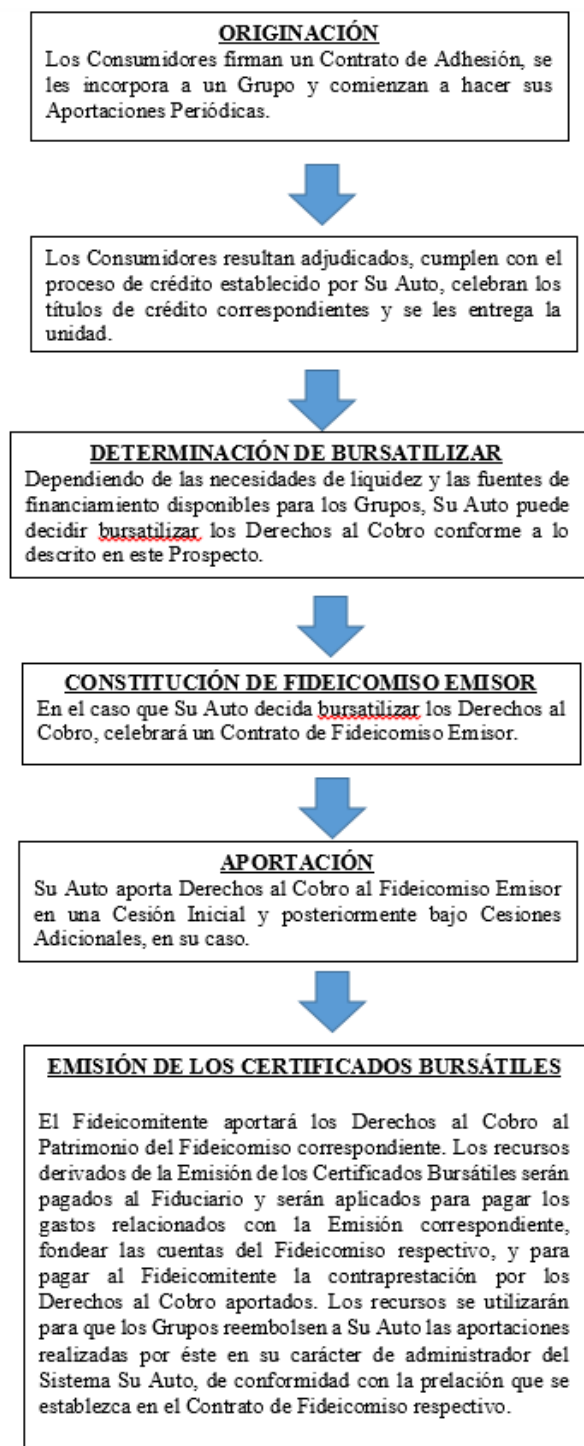 ORIGINACIÓN
Los Consumidores firman un Contrato de Adhesión, se
les incorpora a un Grupo y comienzan a hacer sus
Aportaciones Periódicas.
Los Consumidores resultan adjudicados, cumplen con el
proceso de crédito establecido por Su Auto, celebran los
títulos de crédito correspondientes y se les entrega la
unidad.
DETERMINACIÓN DE BURSATILIZAR
Dependiendo de las necesidades de liquidez y las fuentes de
financiamiento disponibles para los Grupos, Su Auto puede
decidir bursatilizar los Derechos al Cobro conforme a lo
descrito en este Prospecto.
CONSTITUCIÓN DE FIDEICOMISO EMISOR
En el caso que Su Auto decida bursatilizar los Derechos al
Cobro, celebrará un Contrato de Fideicomiso Emisor.
APORTACIÓN
Su Auto aporta Derechos al Cobro al Fideicomiso Emisor
en una Cesión Inicial y posteriormente bajo Cesiones
Adicionales, en su caso.
EMISIÓN DE LOS CERTIFICADOS BURSÁTILES
El Fideicomitente aportará los Derechos al Cobro al
Patrimonio del Fideicomiso correspondiente. Los recursos
derivados de la Emisión de los Certificados Bursátiles serán
pagados al Fiduciario y serán aplicados para pagar los
gastos relacionados con la Emisión correspondiente,
fondear las cuentas del Fideicomiso respectivo, y para
pagar al Fideicomitente la contraprestación por los
Derechos al Cobro aportados. Los recursos se utilizarán
para que los Grupos reembolsen a Su Auto las aportaciones
realizadas por éste en su carácter de administrador del
Sistema Su Auto, de conformidad con la prelación que se
establezca en el Contrato de Fideicomiso respectivo.